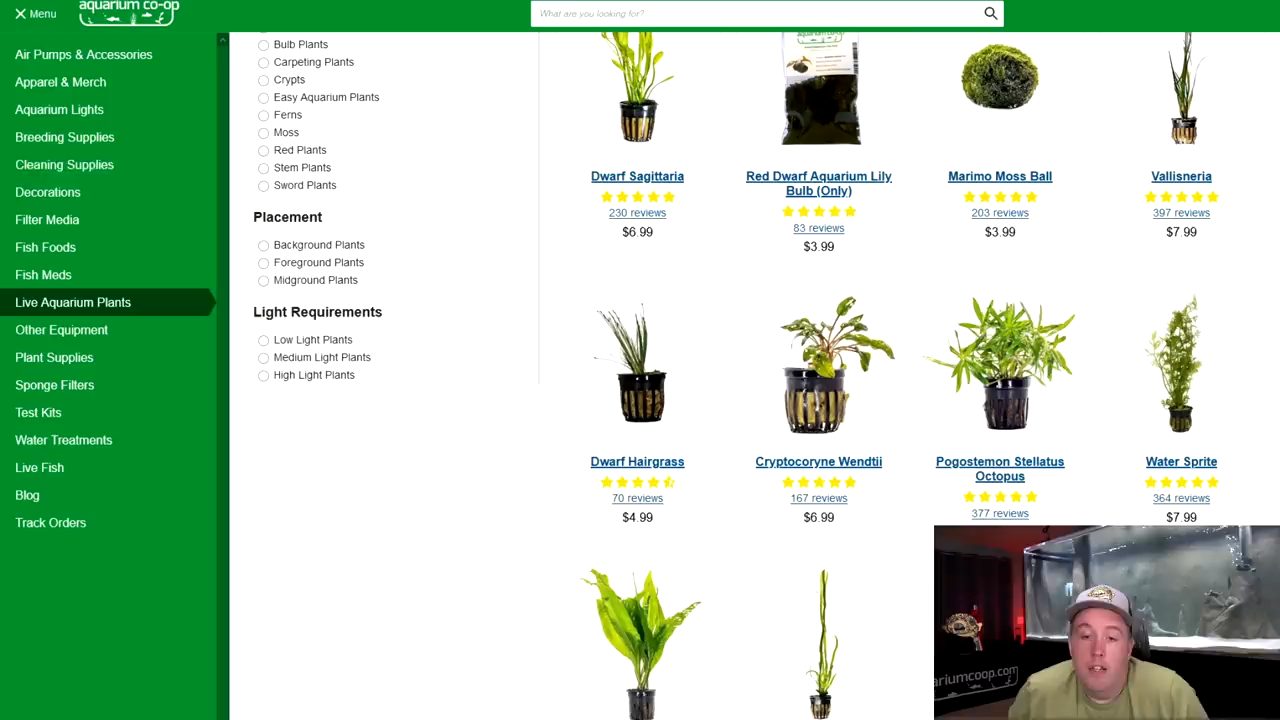 Menu
aquarium co-op
What are you looking for?
Air Pumps & Accessories
Apparel & Merch
Aquarium Lights
Breeding Supplies
Cleaning Supplies
Decorations
Filter Media
Fish Foods
Fish Meds
Live Aquarium Plants
Other Equipment
Plant Supplies
Sponge Filters
Test Kits
Water Treatments
Live Fish
Blog
Track Orders
Bulb Plants
Carpeting Plants
Crypts
Easy Aquarium Plants
Ferns
Moss
Red Plants
Stem Plants
Sword Plants
Placement
Background Plants
Foreground Plants
Midground Plants
Light Requirements
Low Light Plants
Medium Light Plants
High Light Plants
Dwarf Sagittaria
230 reviews
$6.99
Red Dwarf Aquarium Lily
Bulb (Only)
83 reviews
$3.99
Marimo Moss Ball
203 reviews
$3.99
Vallisneria
397 reviews
$7.99
Dwarf Hairgrass
70 reviews
$4.99
Cryptocoryne Wendtii
167 reviews
$6.99
Pogostemon Stellatus
Octopus
377 reviews
Water Sprite
364 reviews
$7.99
ariumcoop.com